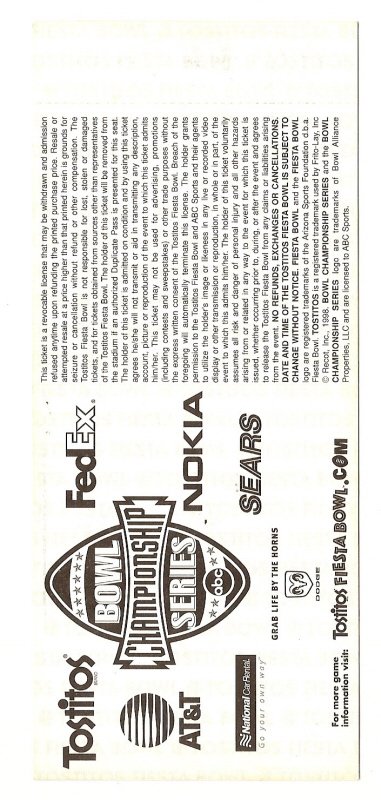 This ticket is a revocable license that may be withdrawn and admission
refused anytime upon refunding the printed purchase price. Resale or
attempted resale at a price higher than that printed herein is grounds for
seizure or cancellation without refund or other compensation. The
Tostitos Fiesta Bowl is not responsible for lost, stolen or damaged
tickets, and for tickets obtained from sources other than representatives
of the Tostitos Fiesta Bowl. The holder of this ticket will be removed from
the stadium if an official Lost/Duplicate Pass is presented for this seat.
The holder of this ticket is admitted on condition and by using this ticket
agrees he/she will not transmit or aid in transmitting any description,
account, picture or reproduction of the event to which this ticket admits
him/her. This ticket may not be used for advertising, promotions
(including contests and sweepstakes) or other trade purposes without
the express written consent of the Tostitos Fiesta Bowl. Breach of the
foregoing will automatically terminate this license. The holder grants
permission to the Tostitos Fiesta Bowl and ABC Sports and their agents
to utilize the holder's image or likeness in any live or recorded video
display or other transmission or reproduction, in whole or in part, of the
event to which this ticket admits him/her. The holder of this ticket voluntarily
assumes all risk and danger of personal injury and all other hazards
arising from or related in any way to the event for which this ticket is
issued, whether occurring prior to, during, or after the event and agrees
to release the Tostitos Fiesta Bowl from any claims or liabilities arising
from the event. NO REFUNDS, EXCHANGES OR CANCELLATIONS.
DATE AND TIME OF THE TOSTITOS FIESTA BOWL IS SUBJECT TO
CHANGE WITHOUT NOTICE. FIESTA BOWL and the FIESTA BOWL
logo are registered trademarks of the Arizona Sports Foundation d.b.a.
Fiesta Bowl. TOSTITOS is a registered trademark used by Frito-Lay, Inc
© Recot, Inc., 1998. BOWL CHAMPIONSHIP SERIES and the BOWL
CHAMPIONSHIP SERIES logo are trademarks of Bowl Alliance
Properties, LLC and are licensed to ABC Sports.
Tostitos
FedEx
BOWL
CHAMPIONSHIP
SERIES
abc
AT&T
NOKIA
National Car Rental.
Go your own way.
GRAB LIFE BY THE HORNS
DODGE
SEARS
For more game
information visit:
Tostitos FIESTA BOWL.COM